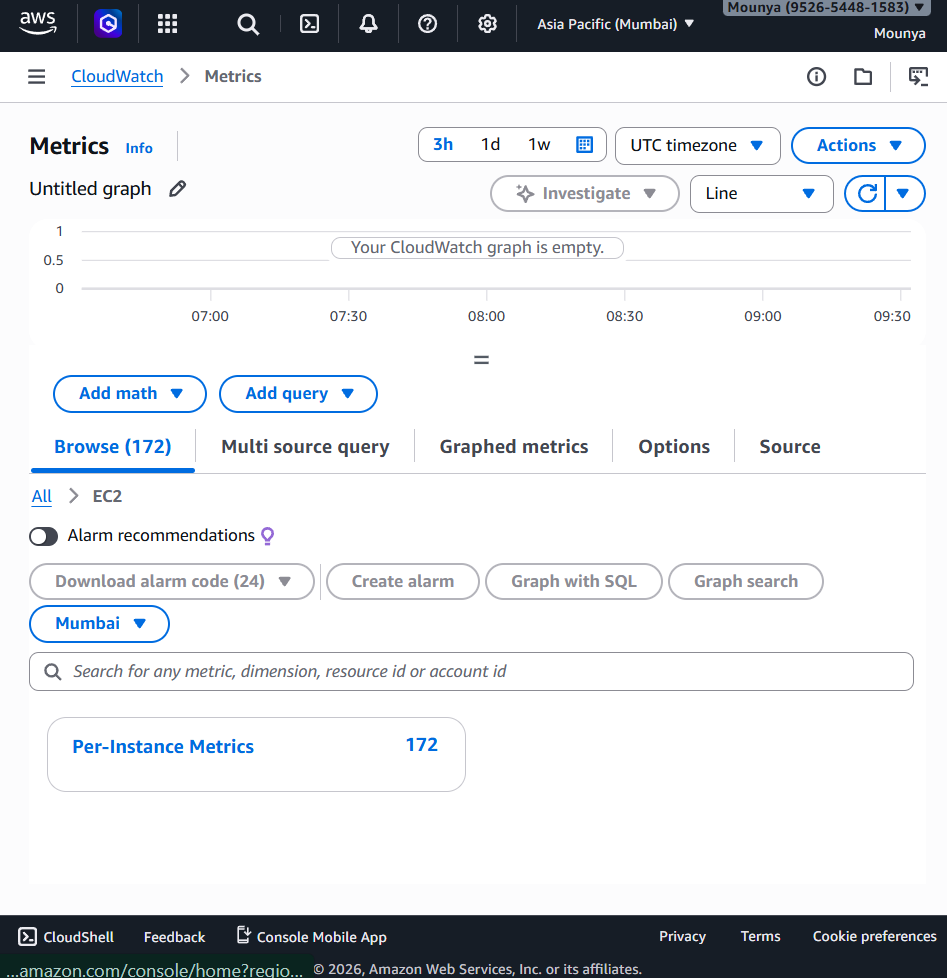 aws
Asia Pacific (Mumbai)
Mounya (9526-5448-1583)
Mounya
CloudWatch
Metrics
Metrics
Info
3h
1d
1w
UTC timezone
Actions
Untitled graph
Investigate
Line
1
0.5
0
Your CloudWatch graph is empty.
07:00
07:30
08:00
08:30
09:00
09:30
Add math
Add query
Browse (172)
Multi source query
Graphed metrics
Options
Source
All
EC2
Alarm recommendations
Download alarm code (24)
Create alarm
Graph with SQL
Graph search
Mumbai
Search for any metric, dimension, resource id or account id
Per-Instance Metrics
172
CloudShell
Feedback
Console Mobile App
Privacy
Terms
Cookie preferences
...amazon.com/console/home?regio...
© 2026, Amazon Web Services, Inc. or its affiliates.